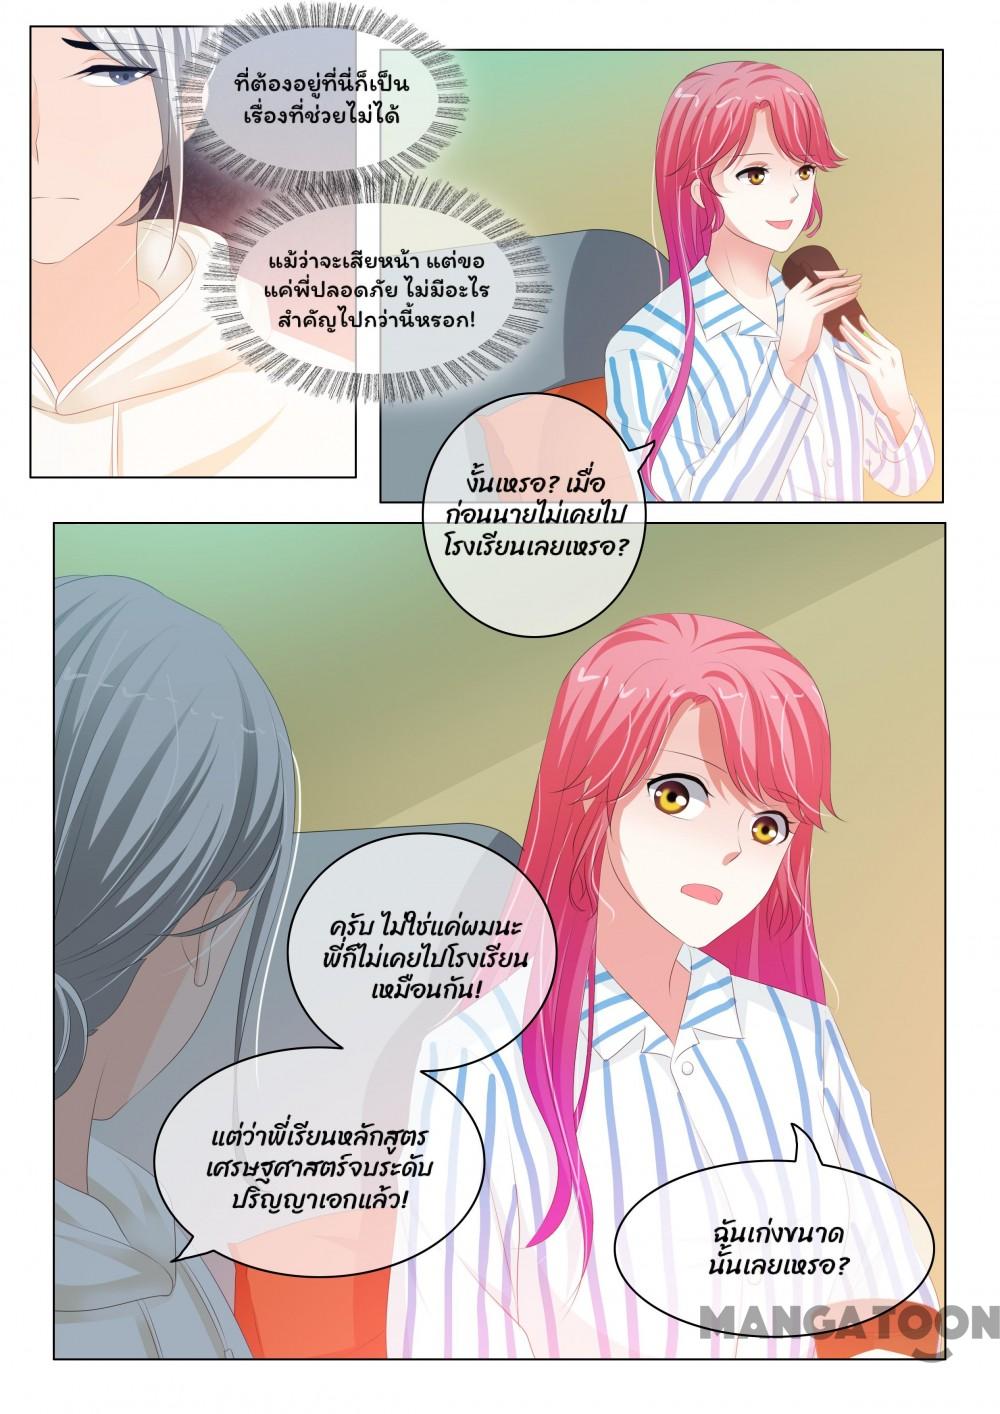 ที่ต้องอยู่ที่นี่ก็เป็น
เรื่องที่ช่วยไม่ได้
แม้ว่าจะเสียหน้า แต่ขอ
แค่พี่ปลอดภัย ไม่มีอะไร
สำคัญไปกว่านี้หรอก!
งั้นเหรอ? เมื่อ
ก่อนนายไม่เคยไป
โรงเรียนเลยเหรอ?
ครับ ไม่ใช่แค่ผมนะ
พี่ก็ไม่เคยไปโรงเรียน
เหมือนกัน!
แต่ว่าพี่เรียนหลักสูตร
เศรษฐศาสตร์จบระดับ
ปริญญาเอกแล้ว!
ฉันเก่งขนาด
นั้นเลยเหรอ?
MANGATOON